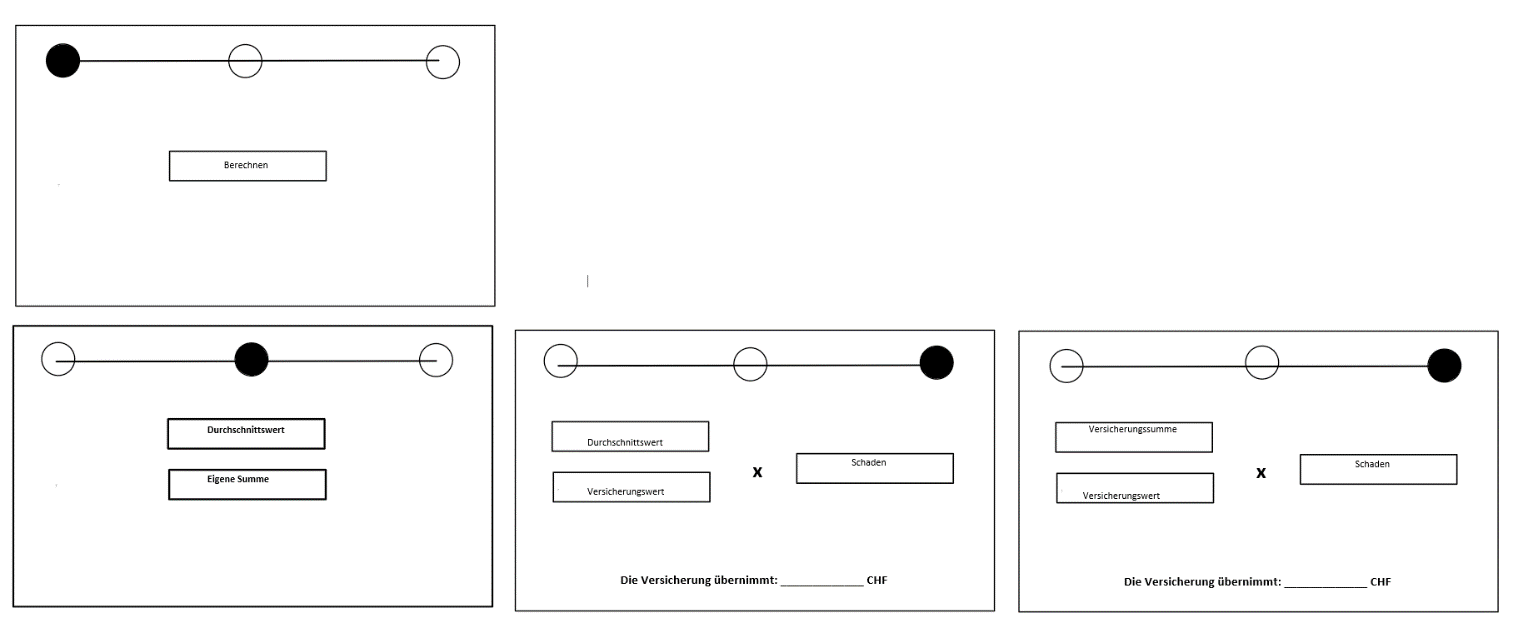 Berechnen
Durchschnittswert
Eigene Summe
Durchschnittswert
Versicherungswert
x
Schaden
Die Versicherung übernimmt: _____________ CHF
Versicherungssumme
Versicherungswert
x
Schaden
Die Versicherung übernimmt: _____________ CHF